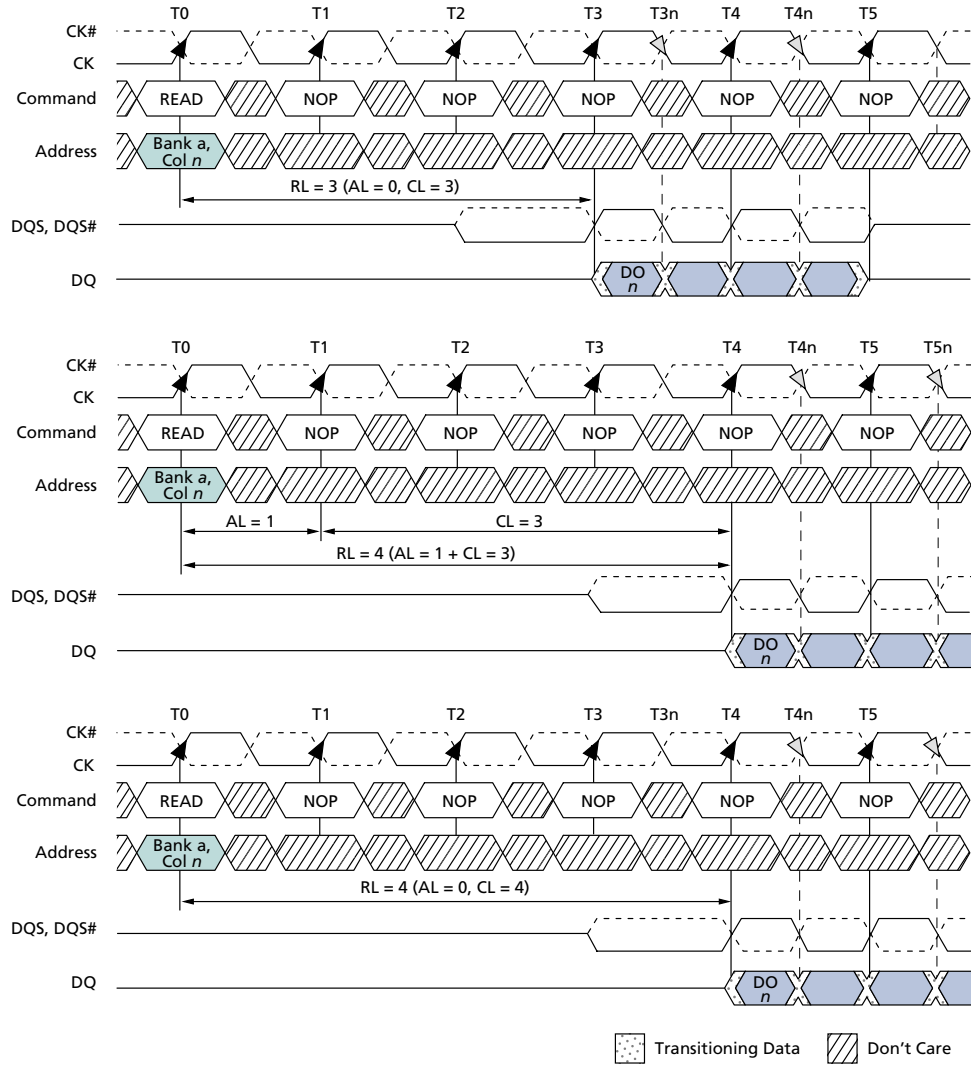 T0 T1 T2 T3 T3n T4 T4n T5
CK#
CK
Command READ NOP NOP NOP NOP NOP
Address Bank a,
Col n
RL = 3 (AL = 0, CL = 3)
DQS, DQS#
DQ DO
n
T0 T1 T2 T3 T4 T4n T5 T5n
CK#
CK
Command READ NOP NOP NOP NOP NOP
Address Bank a,
Col n
AL = 1 CL = 3
RL = 4 (AL = 1 + CL = 3)
DQS, DQS#
DQ DO
n
T0 T1 T2 T3 T3n T4 T4n T5
CK#
CK
Command READ NOP NOP NOP NOP NOP
Address Bank a,
Col n
RL = 4 (AL = 0, CL = 4)
DQS, DQS#
DQ DO
n
Transitioning Data Don't Care